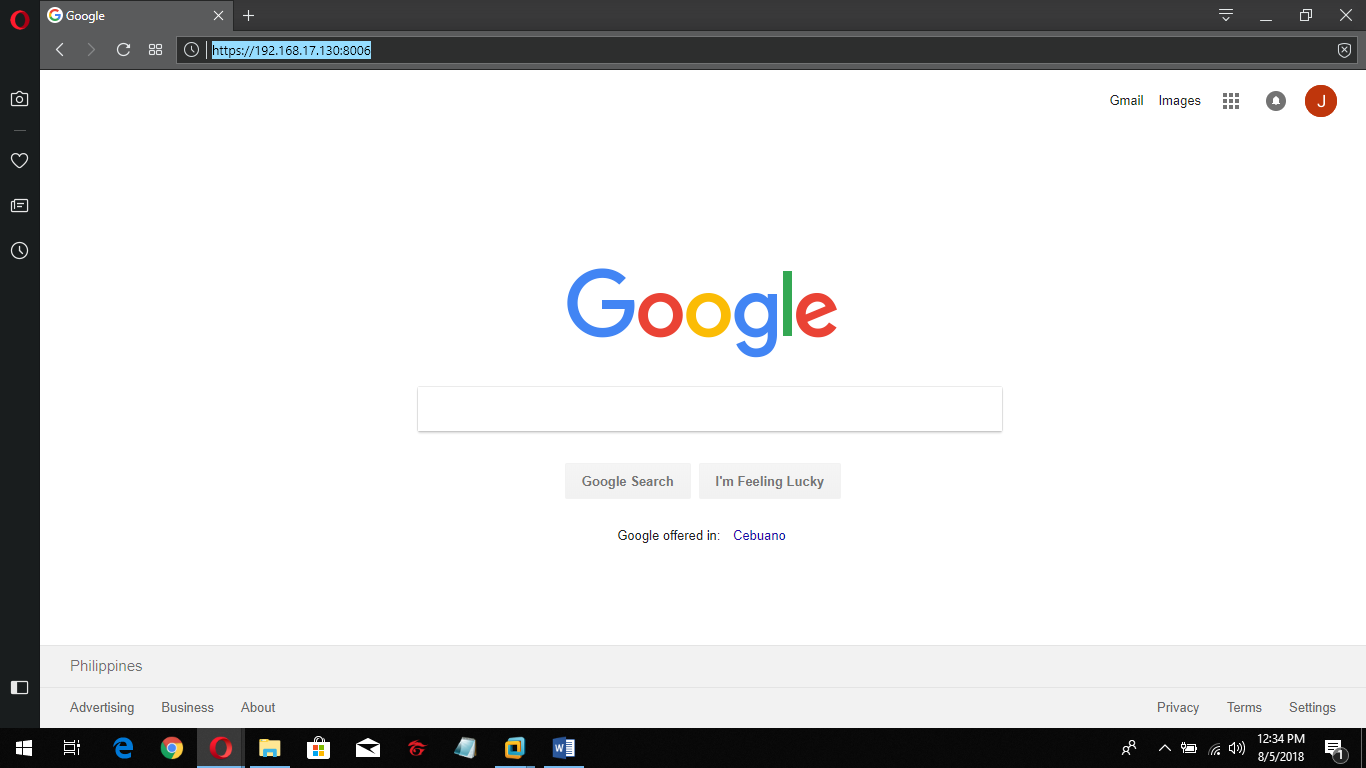 Google
https://192.168.17.130:8006
Gmail Images J
Google
Google Search I'm Feeling Lucky
Google offered in: Cebuano
Philippines
Advertising Business About Privacy Terms Settings
12:34 PM
8/5/2018
1